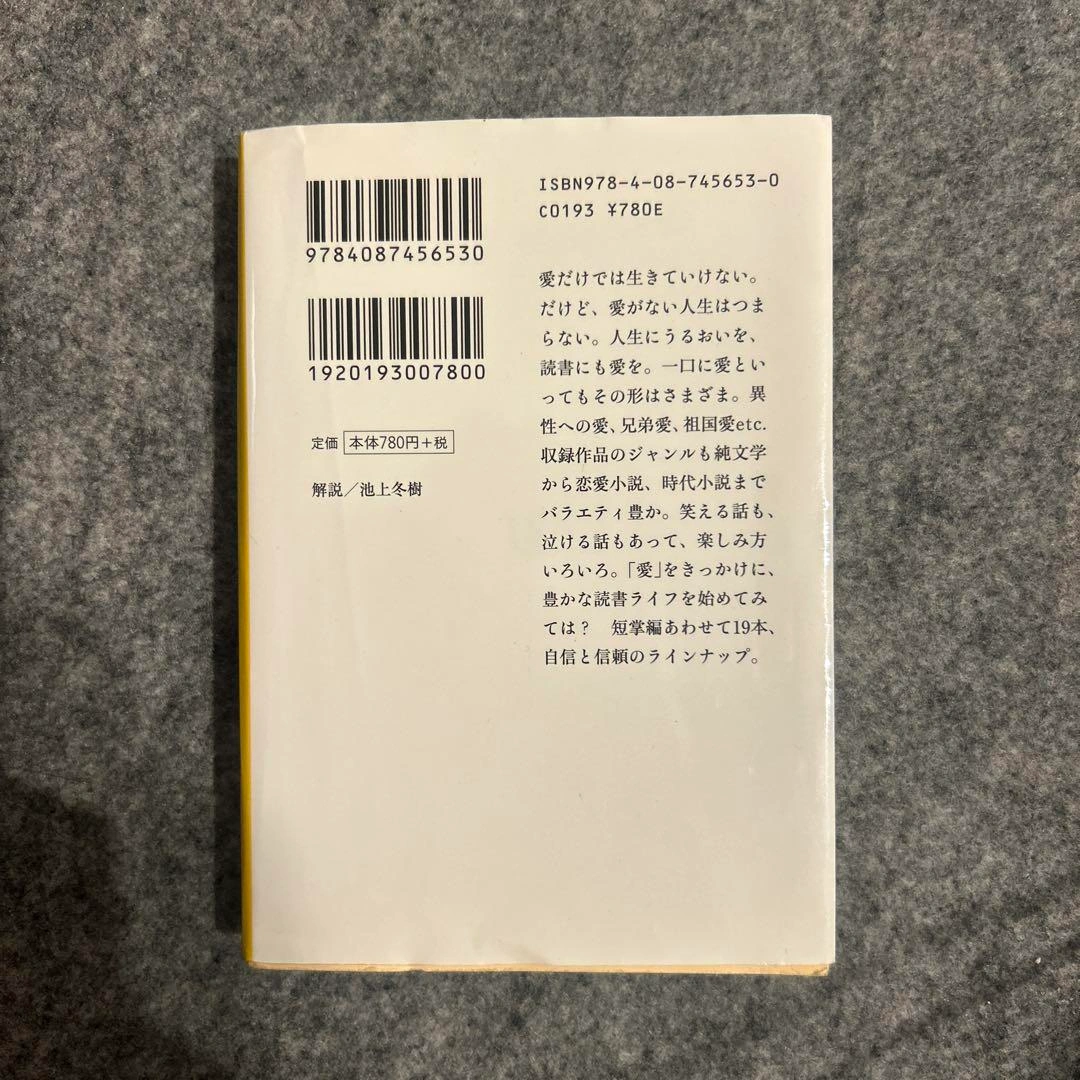 9784087456530
1920193007800
定価 本体780円+税
解説/池上冬樹
ISBN978-4-08-745653-0
C0193 ¥780E
愛だけでは生きていけない。
だけど、愛がない人生はつま
らない。人生にうるおいを、
読書にも愛を。一口に愛とい
ってもその形はさまざま。異
性への愛、兄弟愛、祖国愛etc.
収録作品のジャンルも純文学
から恋愛小説、時代小説まで
バラエティ豊か。笑える話も、
泣ける話もあって、楽しみ方
いろいろ。「愛」をきっかけに、
豊かな読書ライフを始めてみ
ては？　短掌編あわせて19本、
自信と信頼のラインナップ。